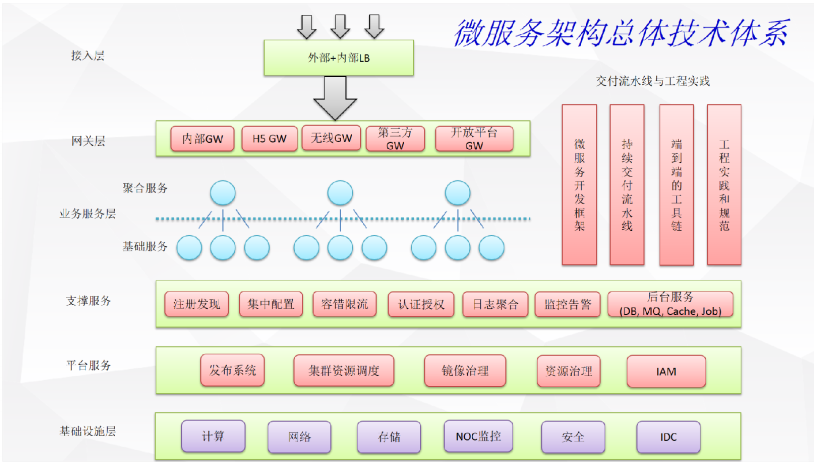 微服务架构总体技术体系
接入层
外部+内部LB
交付流水线与工程实践
网关层
内部GW
H5 GW
无线GW
第三方
GW
开放平台
GW
微服务开发框架
持续交付流水线
端到端的工具链
工程实践和规范
聚合服务
业务服务层
基础服务
支撑服务
注册发现
集中配置
容错限流
认证授权
日志聚合
监控告警
后台服务
(DB, MQ, Cache, Job)
平台服务
发布系统
集群资源调度
镜像治理
资源治理
IAM
基础设施层
计算
网络
存储
NOC监控
安全
IDC